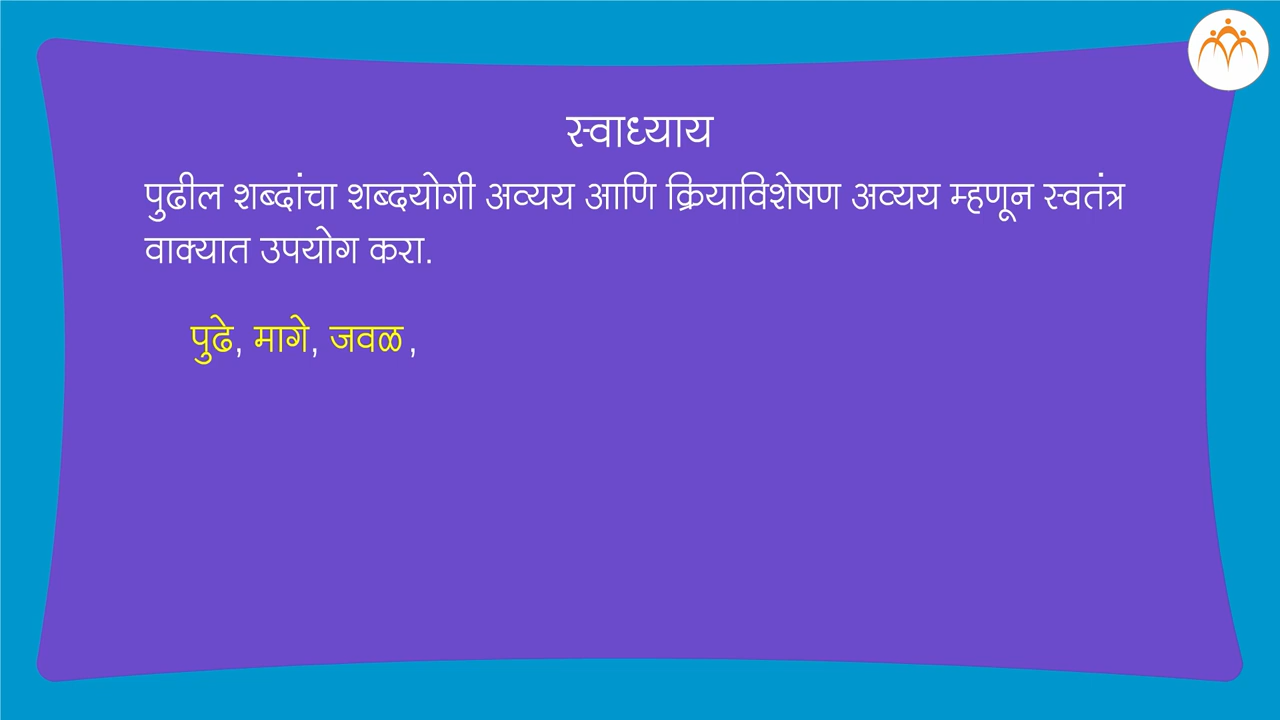 स्वाध्याय
पुढील शब्दांचा शब्दयोगी अव्यय आणि क्रियाविशेषण अव्यय म्हणून स्वतंत्र
वाक्यात उपयोग करा.
पुढे, मागे, जवळ,